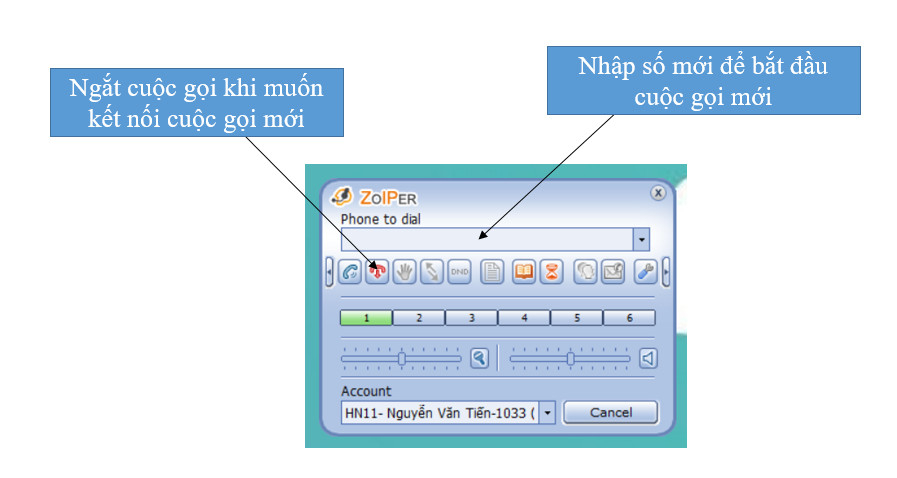 Nhập số mới để bắt đầu
cuộc gọi mới
Ngắt cuộc gọi khi muốn
kết nối cuộc gọi mới
ZOIPER
Phone to dial
DND
1 2 3 4 5 6
Account
HN11- Nguyễn Văn Tiến-1033 (
Cancel